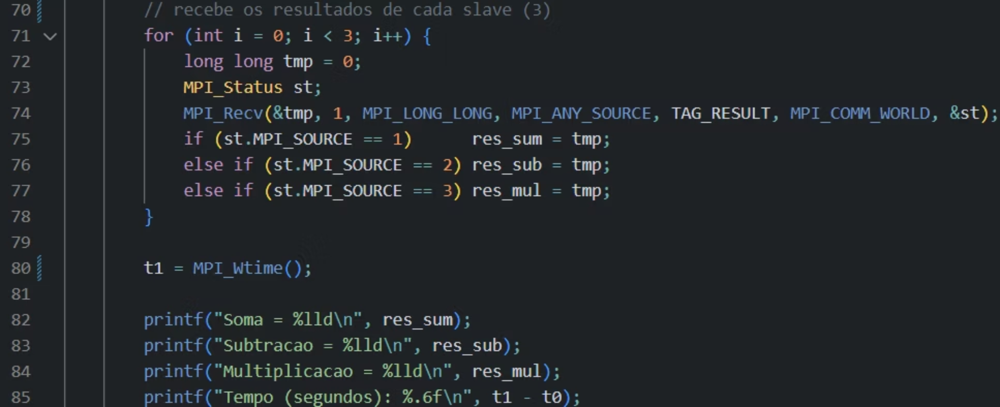 70 // recebe os resultados de cada slave (3)
71 for (int i = 0; i < 3; i++) {
72 long long tmp = 0;
73 MPI_Status st;
74 MPI_Recv(&tmp, 1, MPI_LONG_LONG, MPI_ANY_SOURCE, TAG_RESULT, MPI_COMM_WORLD, &st);
75 if (st.MPI_SOURCE == 1)     res_sum = tmp;
76 else if (st.MPI_SOURCE == 2) res_sub = tmp;
77 else if (st.MPI_SOURCE == 3) res_mul = tmp;
78 }
79
80 t1 = MPI_Wtime();
81
82 printf("Soma = %lld\n", res_sum);
83 printf("Subtracao = %lld\n", res_sub);
84 printf("Multiplicacao = %lld\n", res_mul);
85 printf("Tempo (segundos): %.6f\n", t1 - t0);